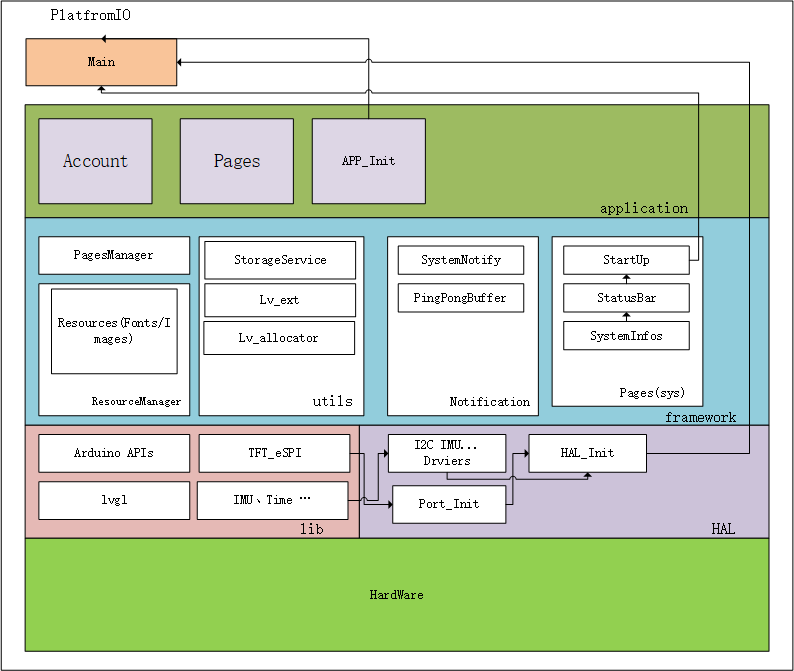 PlatfromIO
Main
Account
Pages
APP_Init
application
PagesManager
StorageService
SystemNotify
StartUp
Lv_ext
PingPongBuffer
StatusBar
Resources(Fonts/I
mages)
Lv_allocator
SystemInfos
ResourceManager
utils
Notification
Pages(sys)
framework
Arduino APIs
TFT_eSPI
I2C IMU...
Drviers
HAL_Init
lvgl
IMU、Time …
Port_Init
lib
HAL
HardWare